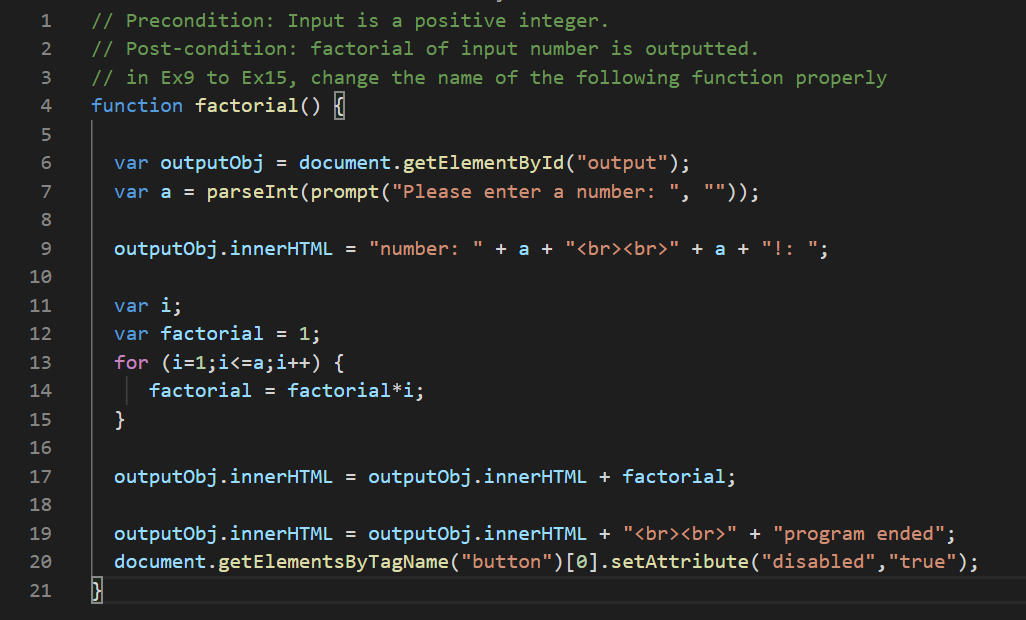 1 // Precondition: Input is a positive integer.
2 // Post-condition: factorial of input number is outputted.
3 // in Ex9 to Ex15, change the name of the following function properly
4 function factorial() {
5
6 var outputObj = document.getElementById("output");
7 var a = parseInt(prompt("Please enter a number: ", ""));
8
9 outputObj.innerHTML = "number: " + a + "<br><br>" + a + "!: ";
10
11 var i;
12 var factorial = 1;
13 for (i=1;i<=a;i++) {
14 factorial = factorial*i;
15 }
16
17 outputObj.innerHTML = outputObj.innerHTML + factorial;
18
19 outputObj.innerHTML = outputObj.innerHTML + "<br><br>" + "program ended";
20 document.getElementsByTagName("button")[0].setAttribute("disabled","true");
21 }